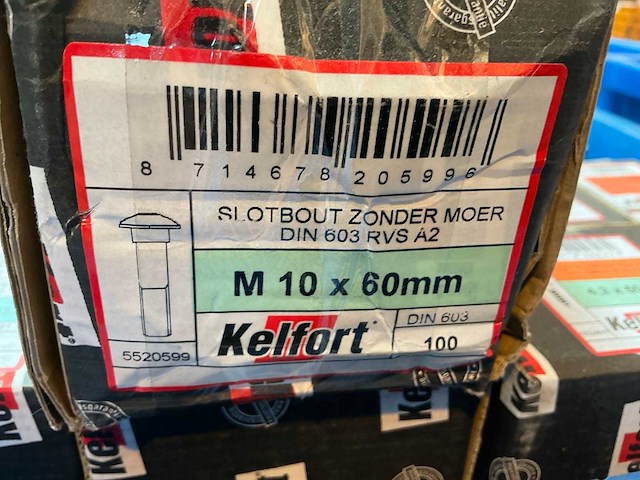 8 714678 205996
SLOTBOUT ZONDER MOER
DIN 603 RVS A2
M 10 x 60mm
Kelfort
DIN 603
100
5520599